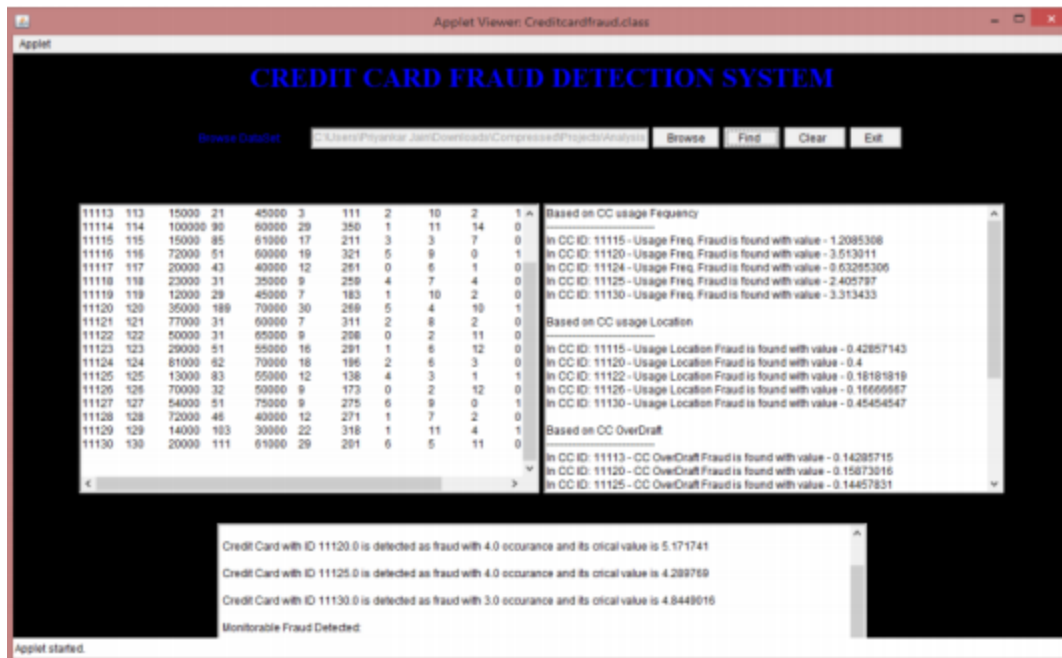 Applet Viewer: Creditcardfraud.class
Applet
CREDIT CARD FRAUD DETECTION SYSTEM
Browse DataSet C:\Users\Priyankar Jain\Downloads\Compressed\Projects\Analysis Browse Find Clear Exit
11113 113 15000 21 45000 3 111 2 10 2 1
11114 114 100000 90 60000 29 350 1 11 14 0
11115 115 15000 85 61000 17 211 3 3 7 0
11116 116 72000 51 60000 19 321 5 9 0 1
11117 117 20000 43 40000 12 261 0 6 1 0
11118 118 23000 31 35000 9 259 4 7 4 0
11119 119 12000 29 45000 7 183 1 10 2 0
11120 120 35000 189 70000 30 269 5 4 10 1
11121 121 77000 31 60000 7 311 2 8 2 0
11122 122 50000 31 65000 9 208 0 2 11 0
11123 123 29000 51 55000 16 291 1 6 12 0
11124 124 81000 62 70000 18 196 2 6 3 0
11125 125 13000 83 55000 12 138 4 3 1 1
11126 126 70000 32 50000 9 173 0 2 12 0
11127 127 54000 51 75000 9 275 6 9 0 1
11128 128 72000 46 40000 12 271 1 7 2 0
11129 129 14000 103 30000 22 318 1 11 4 1
11130 130 20000 111 61000 29 201 6 5 11 0
Based on CC usage Fequency
In CC ID: 11115 - Usage Freq. Fraud is found with value - 1.2085308
In CC ID: 11120 - Usage Freq. Fraud is found with value - 3.513011
In CC ID: 11124 - Usage Freq. Fraud is found with value - 0.63265306
In CC ID: 11125 - Usage Freq. Fraud is found with value - 2.405797
In CC ID: 11130 - Usage Freq. Fraud is found with value - 3.313433
Based on CC usage Location
In CC ID: 11115 - Usage Location Fraud is found with value - 0.42857143
In CC ID: 11120 - Usage Location Fraud is found with value - 0.4
In CC ID: 11122 - Usage Location Fraud is found with value - 0.18181819
In CC ID: 11126 - Usage Location Fraud is found with value - 0.16666667
In CC ID: 11130 - Usage Location Fraud is found with value - 0.45454547
Based on CC OverDraft
In CC ID: 11113 - CC OverDraft Fraud is found with value - 0.14285715
In CC ID: 11120 - CC OverDraft Fraud is found with value - 0.15873016
In CC ID: 11125 - CC OverDraft Fraud is found with value - 0.14457831
Credit Card with ID 11120.0 is detected as fraud with 4.0 occurance and its crical value is 5.171741
Credit Card with ID 11125.0 is detected as fraud with 4.0 occurance and its crical value is 4.289769
Credit Card with ID 11130.0 is detected as fraud with 3.0 occurance and its crical value is 4.8449016
Monitorable Fraud Detected:
Applet started.